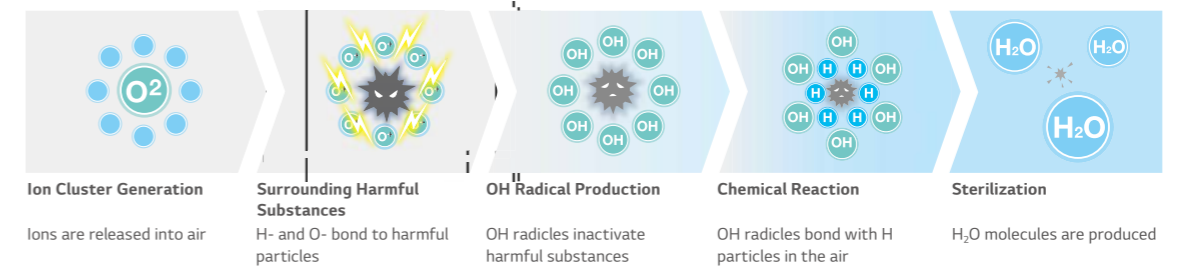 O²
O⁻ O⁻ O⁻ O⁻ O⁻ O⁻
OH OH OH OH OH OH OH OH
OH OH H H OH H H OH H H OH OH
H₂O H₂O H₂O
Ion Cluster Generation
Ions are released into air
Surrounding Harmful
Substances
H- and O- bond to harmful
particles
OH Radical Production
OH radicles inactivate
harmful substances
Chemical Reaction
OH radicles bond with H
particles in the air
Sterilization
H₂O molecules are produced